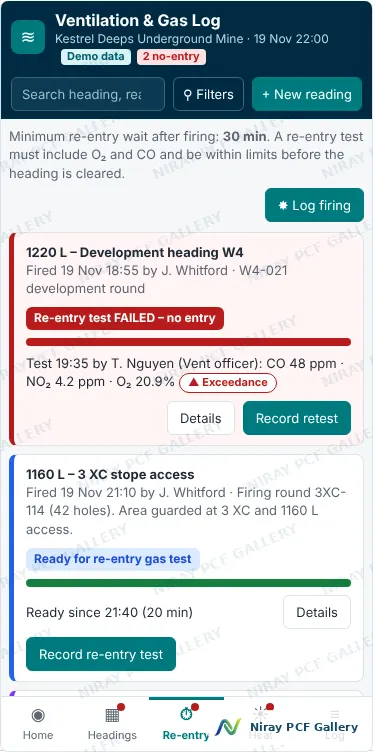 Ventilation & Gas Log
Kestrel Deeps Underground Mine · 19 Nov 22:00
Demo data 2 no-entry
Search heading, rea
Filters
+ New reading
Minimum re-entry wait after firing: 30 min. A re-entry test
must include O₂ and CO and be within limits before the
heading is cleared.
Log firing
1220 L – Development heading W4
Fired 19 Nov 18:55 by J. Whitford · W4-021
development round
Re-entry test FAILED – no entry
Test 19:35 by T. Nguyen (Vent officer): CO 48 ppm ·
NO₂ 4.2 ppm · O₂ 20.9% ▲ Exceedance
Details
Record retest
1160 L – 3 XC stope access
Fired 19 Nov 21:10 by J. Whitford · Firing round 3XC-
114 (42 holes). Area guarded at 3 XC and 1160 L
access.
Ready for re-entry gas test
Ready since 21:40 (20 min)
Details
Record re-entry test
Home
Headings
Re-entry
Heat
Log
Niray PCF Gallery
NIRAY PCF GALLERY